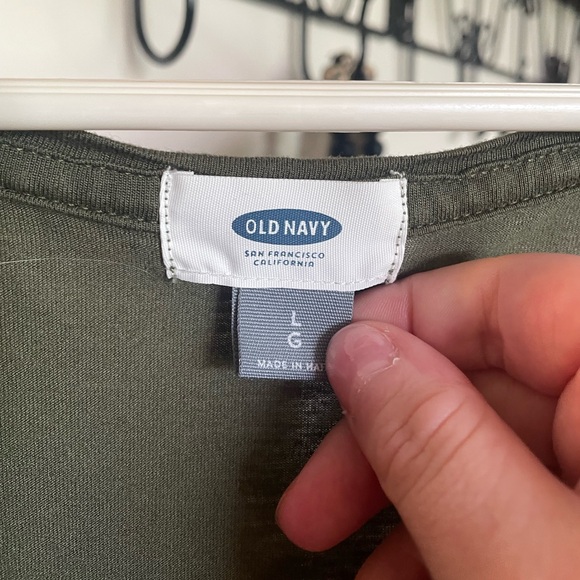 OLD NAVY
SAN FRANCISCO
CALIFORNIA
L
G
MADE IN